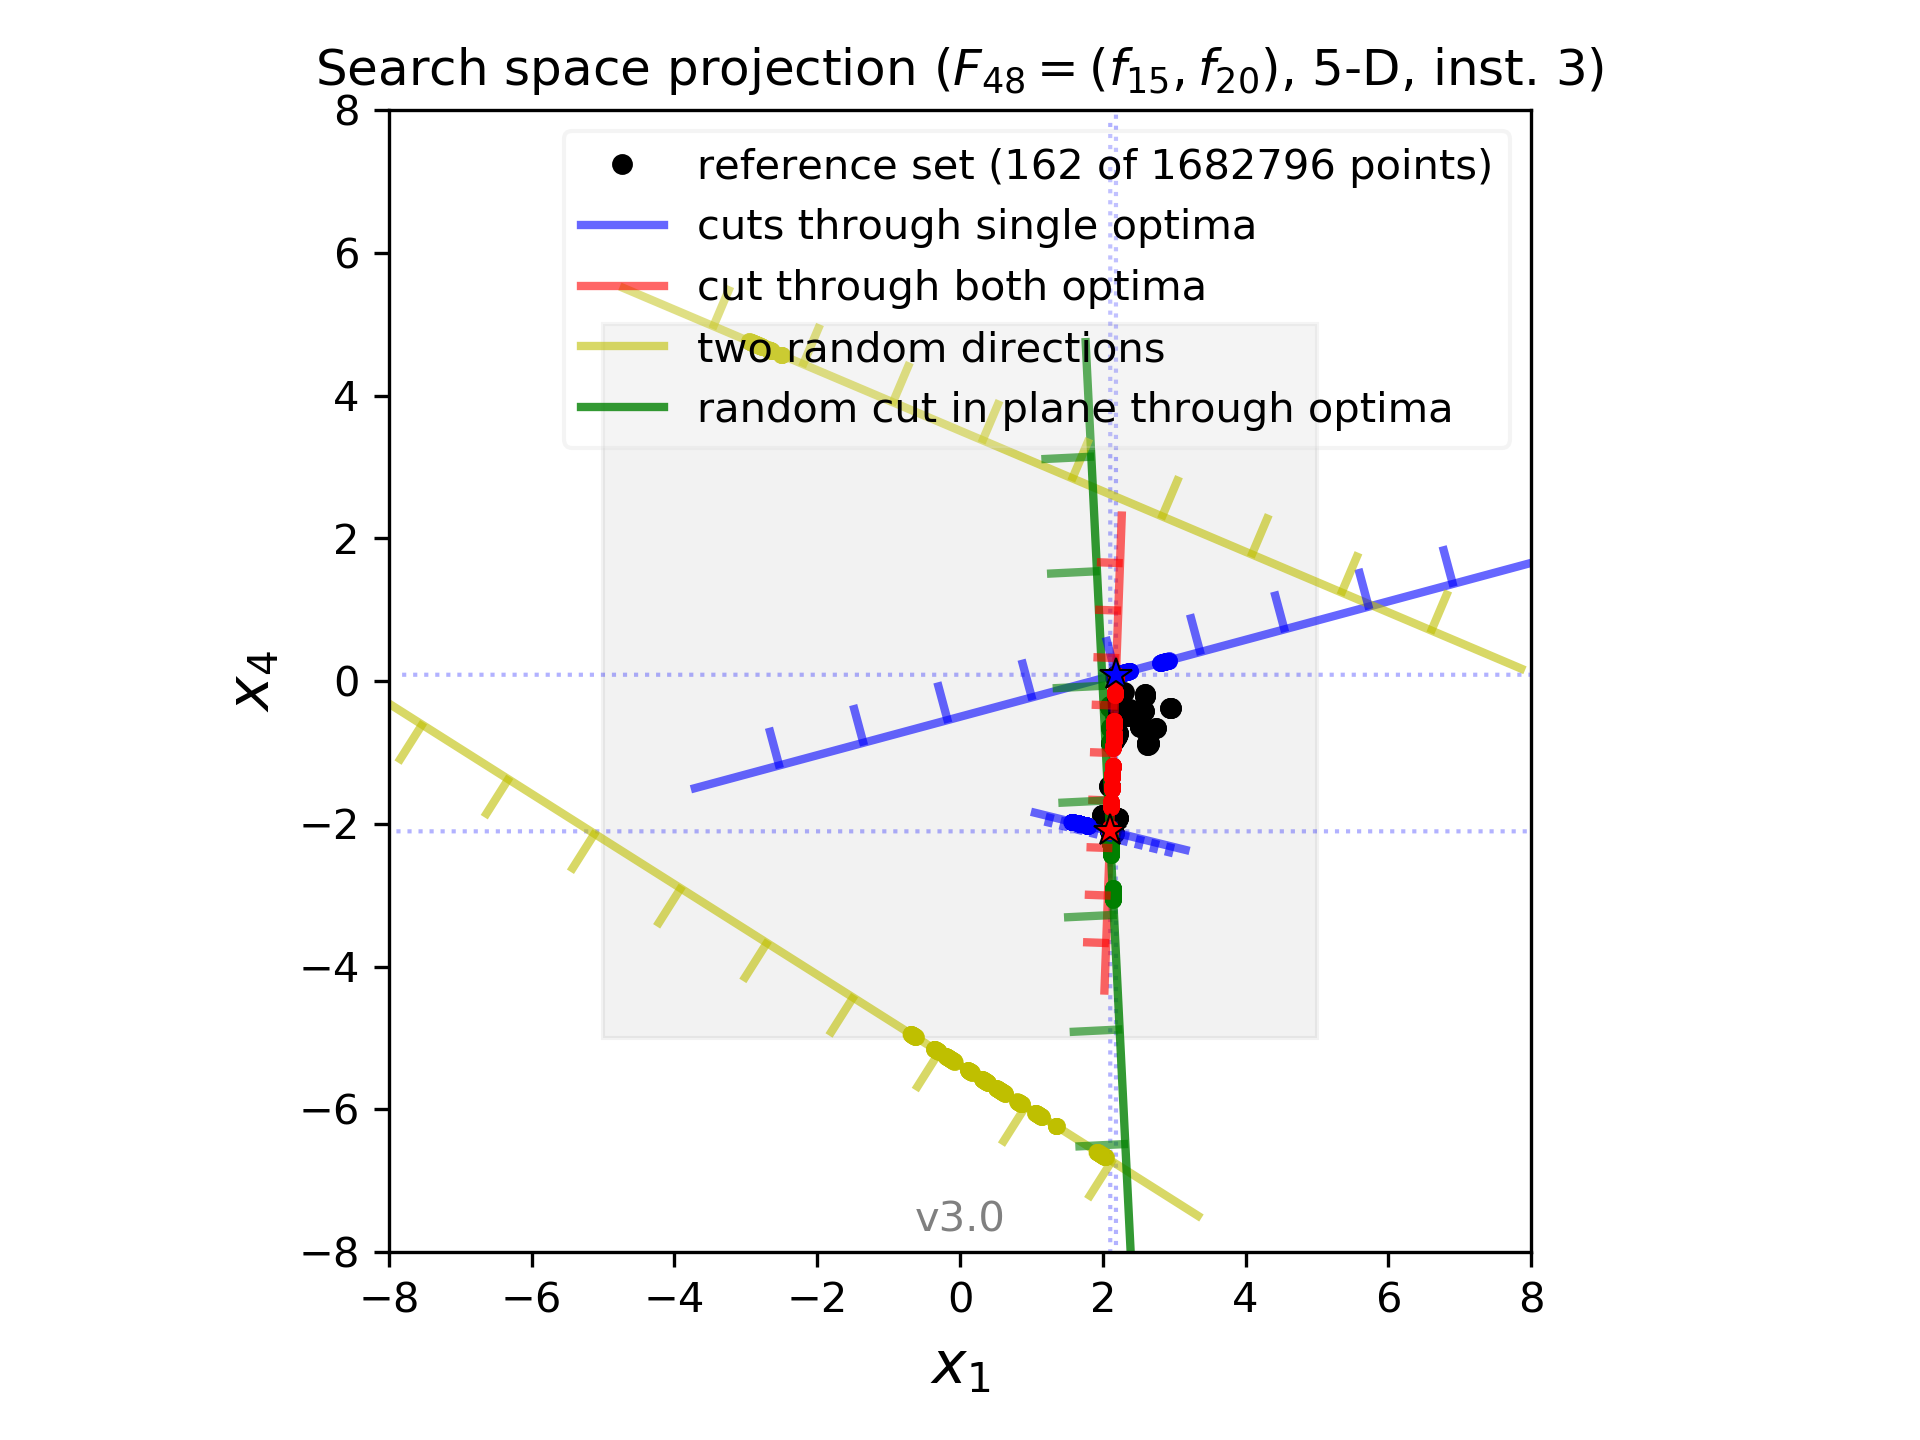 Search space projection (F48 = (f15, f20), 5-D, inst. 3)
reference set (162 of 1682796 points)
cuts through single optima
cut through both optima
two random directions
random cut in plane through optima
8
6
4
2
0
−2
−4
−6
−8
x4
v3.0
−8 −6 −4 −2 0 2 4 6 8
x1